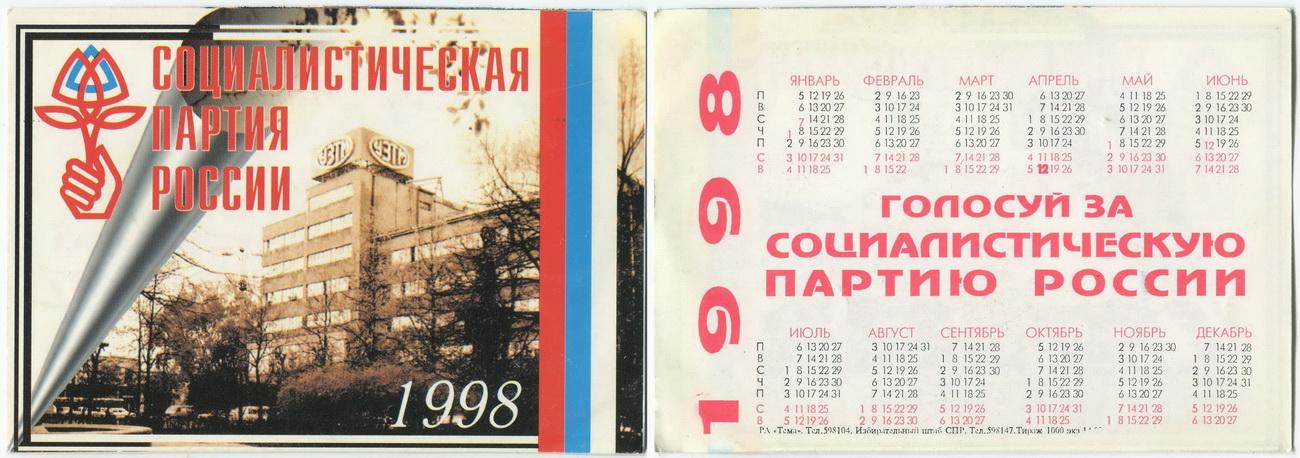 СОЦИАЛИСТИЧЕСКАЯ
ПАРТИЯ
РОССИИ
УЗТМ УЗТМ
1998
1998
ЯНВАРЬ ФЕВРАЛЬ МАРТ АПРЕЛЬ МАЙ ИЮНЬ
П 5 12 19 26 2 9 16 23 2 9 16 23 30 6 13 20 27 4 11 18 25 1 8 15 22 29
В 6 13 20 27 3 10 17 24 3 10 17 24 31 7 14 21 28 5 12 19 26 2 9 16 23 30
С 7 14 21 28 4 11 18 25 4 11 18 25 1 8 15 22 29 6 13 20 27 3 10 17 24
Ч 1 8 15 22 29 5 12 19 26 5 12 19 26 2 9 16 23 30 7 14 21 28 4 11 18 25
П 2 9 16 23 30 6 13 20 27 6 13 20 27 3 10 17 24 1 8 15 22 29 5 12 19 26
С 3 10 17 24 31 7 14 21 28 7 14 21 28 4 11 18 25 2 9 16 23 30 6 13 20 27
В 4 11 18 25 1 8 15 22 1 8 15 22 29 5 12 19 26 3 10 17 24 31 7 14 21 28
ГОЛОСУЙ ЗА
СОЦИАЛИСТИЧЕСКУЮ
ПАРТИЮ РОССИИ
ИЮЛЬ АВГУСТ СЕНТЯБРЬ ОКТЯБРЬ НОЯБРЬ ДЕКАБРЬ
П 6 13 20 27 3 10 17 24 31 7 14 21 28 5 12 19 26 2 9 16 23 30 7 14 21 28
В 7 14 21 28 4 11 18 25 1 8 15 22 29 6 13 20 27 3 10 17 24 1 8 15 22 29
С 1 8 15 22 29 5 12 19 26 2 9 16 23 30 7 14 21 28 4 11 18 25 2 9 16 23 30
Ч 2 9 16 23 30 6 13 20 27 3 10 17 24 1 8 15 22 29 5 12 19 26 3 10 17 24 31
П 3 10 17 24 31 7 14 21 28 4 11 18 25 2 9 16 23 30 6 13 20 27 4 11 18 25
С 4 11 18 25 1 8 15 22 29 5 12 19 26 3 10 17 24 31 7 14 21 28 5 12 19 26
В 5 12 19 26 2 9 16 23 30 6 13 20 27 4 11 18 25 1 8 15 22 29 6 13 20 27
РА «Тема». Тел.598104. Избирательный штаб СПР. Тел.598147.Тираж 1000 экз